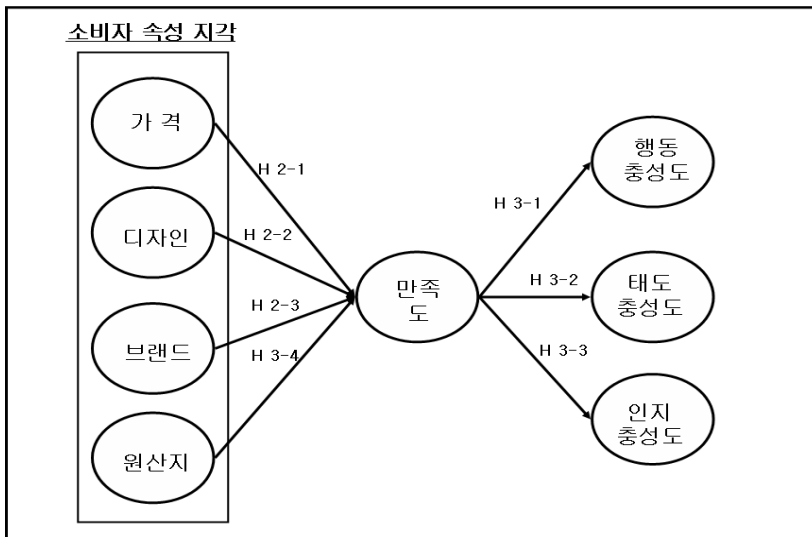 소비자 속성 지각
가 격
디자인
브랜드
원산지
H 2-1
H 2-2
H 2-3
H 3-4
만족
도
H 3-1
H 3-2
H 3-3
행동
충성도
태도
충성도
인지
충성도